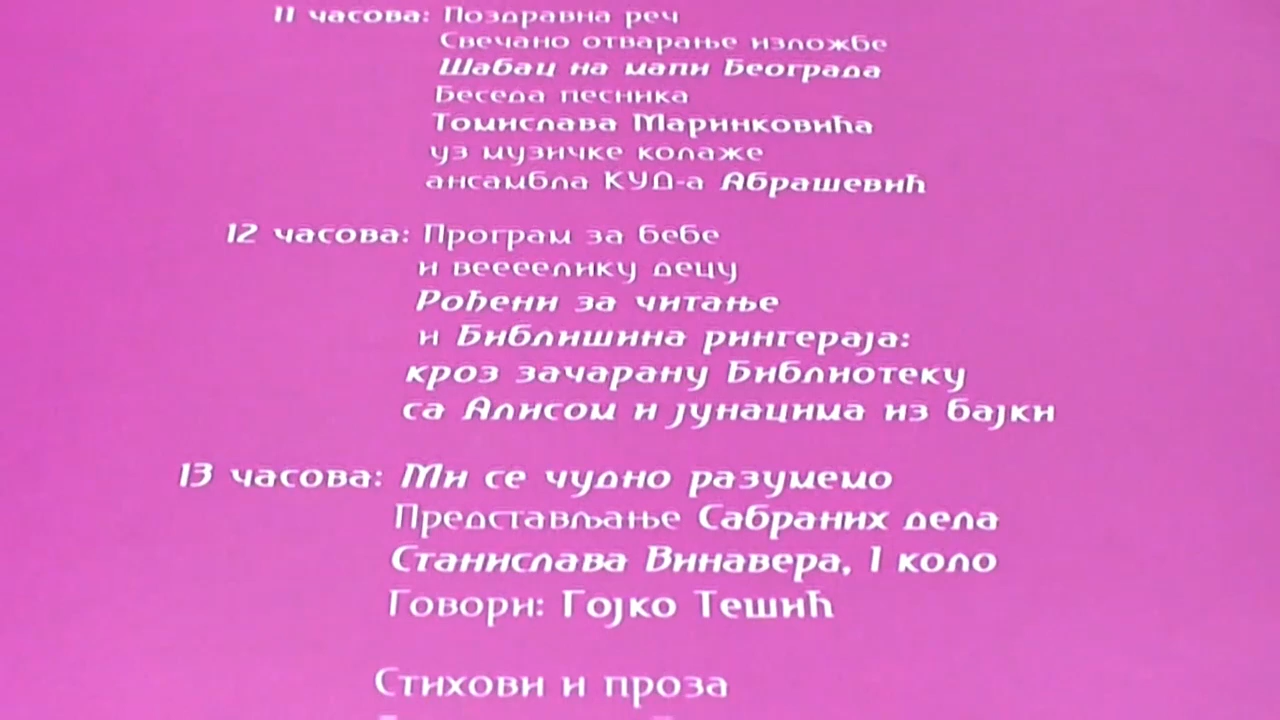 11 часова: Поздравна реч
Свечано отварање изложбе
Шабац на мапи Београда
Беседа песника
Томислава Маринковића
уз музичке колаже
ансамбла КУД-а Абрашевић
12 часова: Програм за бебе
и веееелику децу
Рођени за читање
и Библишина рингераја:
кроз зачарану Библиотеку
са Алисом и јунацима из бајки
13 часова: Ми се чудно разумемо
Представљање Сабраних дела
Станислава Винавера, 1 коло
Говори: Гојко Тешић
Стихови и проза